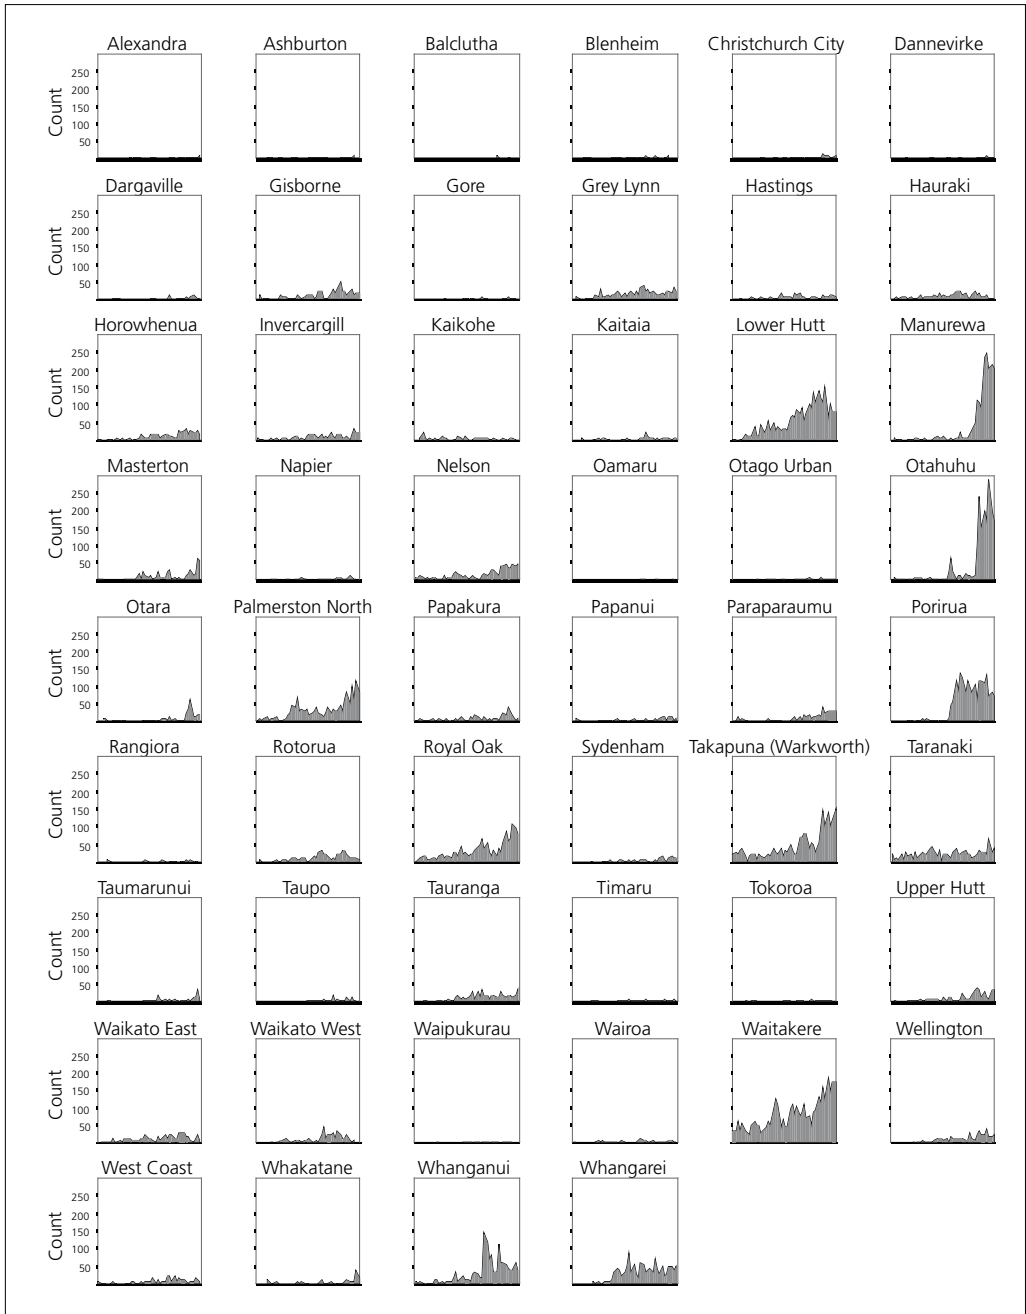 Alexandra Ashburton Balclutha Blenheim Christchurch City Dannevirke
Count
250
200
150
100
50
Dargaville Gisborne Gore Grey Lynn Hastings Hauraki
Count
250
200
150
100
50
Horowhenua Invercargill Kaikohe Kaitaia Lower Hutt Manurewa
Count
250
200
150
100
50
Masterton Napier Nelson Oamaru Otago Urban Otahuhu
Count
250
200
150
100
50
Otara Palmerston North Papakura Papanui Paraparaumu Porirua
Count
250
200
150
100
50
Rangiora Rotorua Royal Oak Sydenham Takapuna (Warkworth) Taranaki
Count
250
200
150
100
50
Taumarunui Taupo Tauranga Timaru Tokoroa Upper Hutt
Count
250
200
150
100
50
Waikato East Waikato West Waipukurau Wairoa Waitakere Wellington
Count
250
200
150
100
50
West Coast Whakatane Whanganui Whangarei
Count
250
200
150
100
50